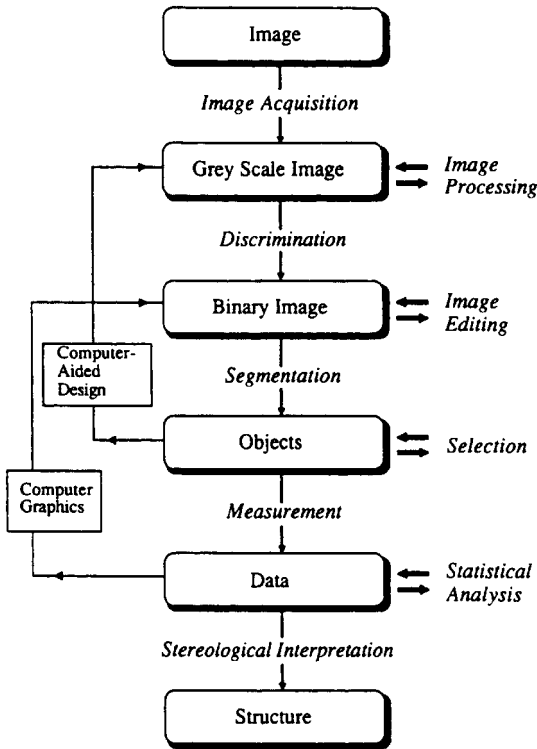 Image
Image Acquisition
Grey Scale Image
Image
Processing
Discrimination
Binary Image
Image
Editing
Computer-
Aided
Design
Segmentation
Objects
Selection
Computer
Graphics
Measurement
Data
Statistical
Analysis
Stereological Interpretation
Structure